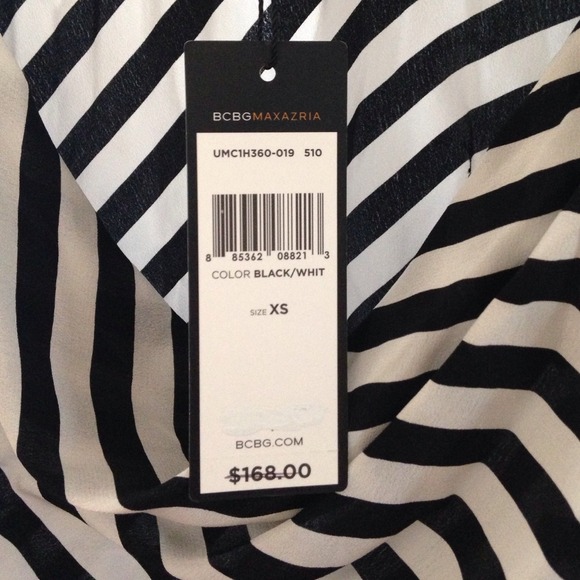 BCBGMAXAZRIA
UMC1H360-019 510
8 85362 08821 3
COLOR BLACK/WHIT
SIZE XS
BCBG.COM
$168.00